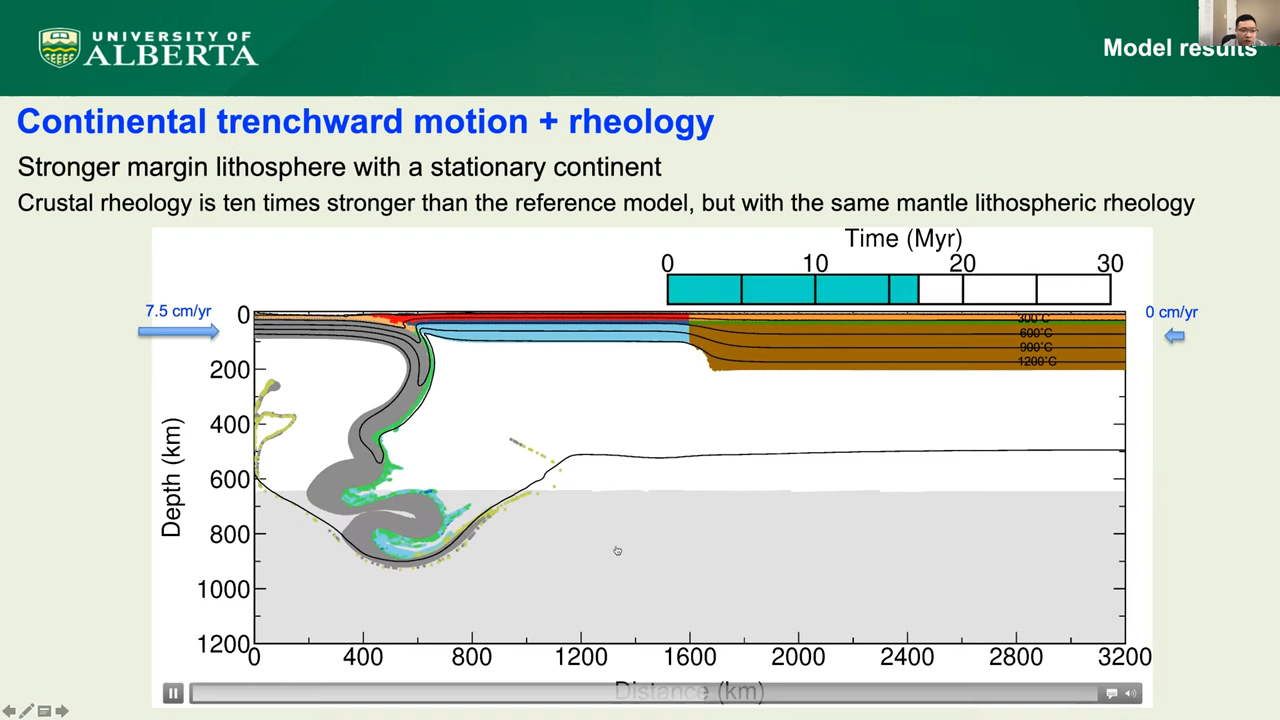 UNIVERSITY OF
ALBERTA
Model results
Continental trenchward motion + rheology
Stronger margin lithosphere with a stationary continent
Crustal rheology is ten times stronger than the reference model, but with the same mantle lithospheric rheology
Time (Myr)
0 10 20 30
7.5 cm/yr
0 cm/yr
0
200
400
600
800
1000
1200
Depth (km)
300°C
600°C
900°C
1200°C
0 400 800 1200 1600 2000 2400 2800 3200
Distance (km)